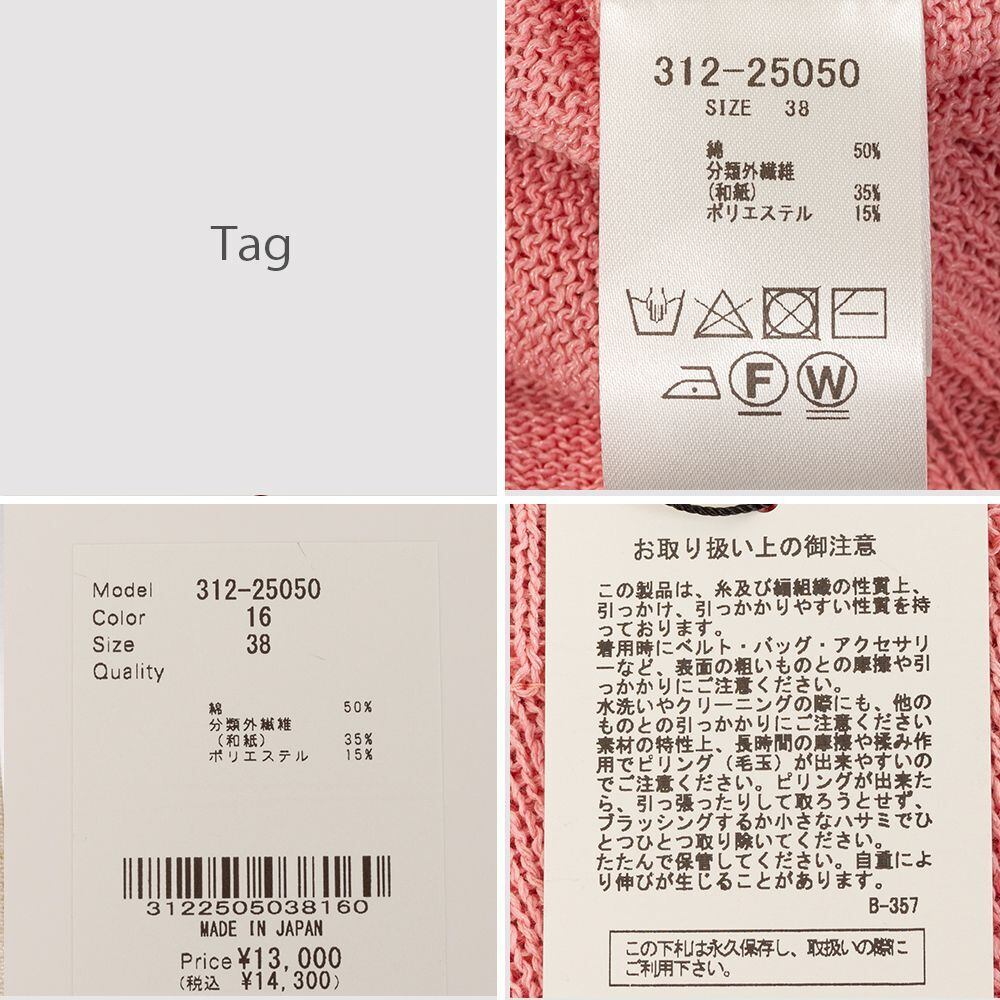 Tag
312-25050
SIZE 38
綿 50%
分類外繊維
(和紙) 35%
ポリエステル 15%
F W
Model 312-25050
Color 16
Size 38
Quality
綿 50%
分類外繊維
(和紙) 35%
ポリエステル 15%
3122505038160
MADE IN JAPAN
Price ¥13,000
(税込 ¥14,300)
お取り扱い上の御注意
この製品は、糸及び編組織の性質上、
引っかけ、引っかかりやすい性質を持
っております。
着用時にベルト・バッグ・アクセサリ
ーなど、表面の粗いものとの摩擦や引
っかかりにご注意ください。
水洗いやクリーニングの際にも、他の
ものとの引っかかりにご注意ください
素材の特性上、長時間の摩擦や揉み作
用でピリング（毛玉）が出来やすいの
でご注意ください。ピリングが出来た
ら、引っ張ったりして取ろうとせず、
ブラッシングするか小さなハサミでひ
とつひとつ取り除いてください。
たたんで保管してください。自重によ
り伸びが生じることがあります。
B-357
この下札は永久保存し、取扱いの際に
ご利用下さい。